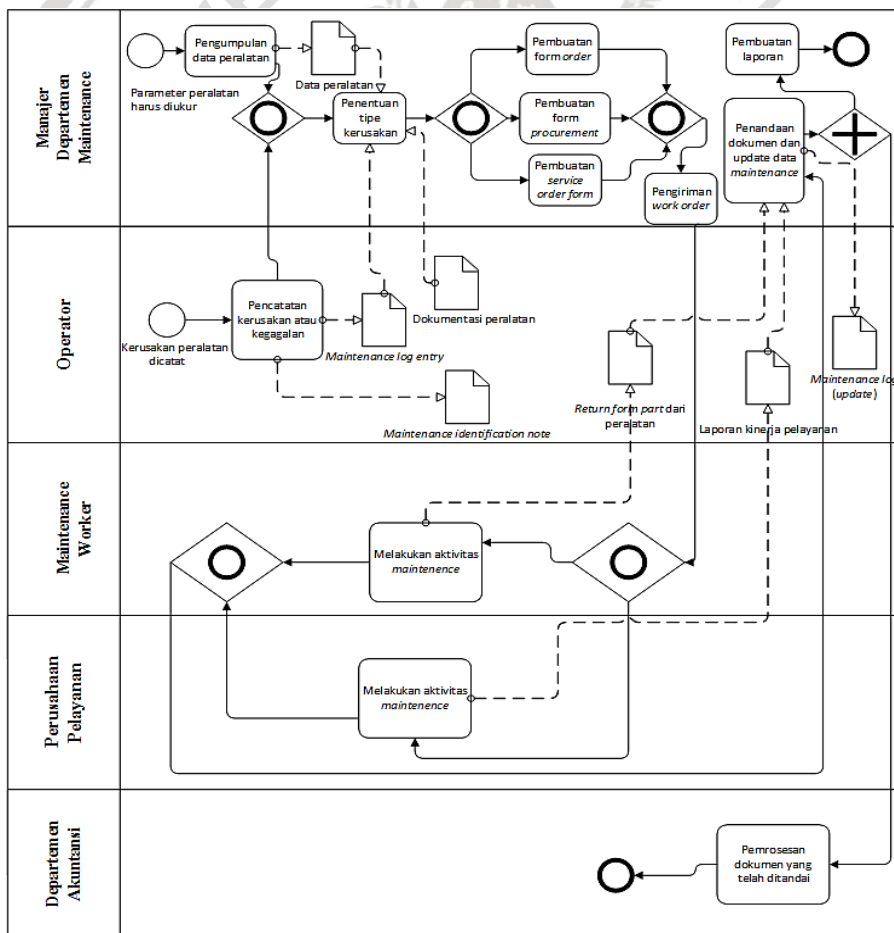 Manajer
Departemen
Maintenance
Pengumpulan
data peralatan
Parameter peralatan
harus diukur
Data peralatan
Penentuan
tipe
kerusakan
Pembuatan
form order
Pembuatan
form
procurement
Pembuatan
service
order form
Pengiriman
work order
Pembuatan
laporan
Penandaan
dokumen dan
update data
maintenance
Operator
Kerusakan peralatan
dicatat
Pencatatan
kerusakan atau
kegagalan
Maintenance log entry
Dokumentasi peralatan
Maintenance identification note
Return form part dari
peralatan
Laporan kinerja pelayanan
Maintenance log
(update)
Maintenance
Worker
Melakukan aktivitas
maintenence
Perusahaan
Pelayanan
Melakukan aktivitas
maintenence
Departemen
Akuntansi
Pemrosesan
dokumen yang
telah ditandai